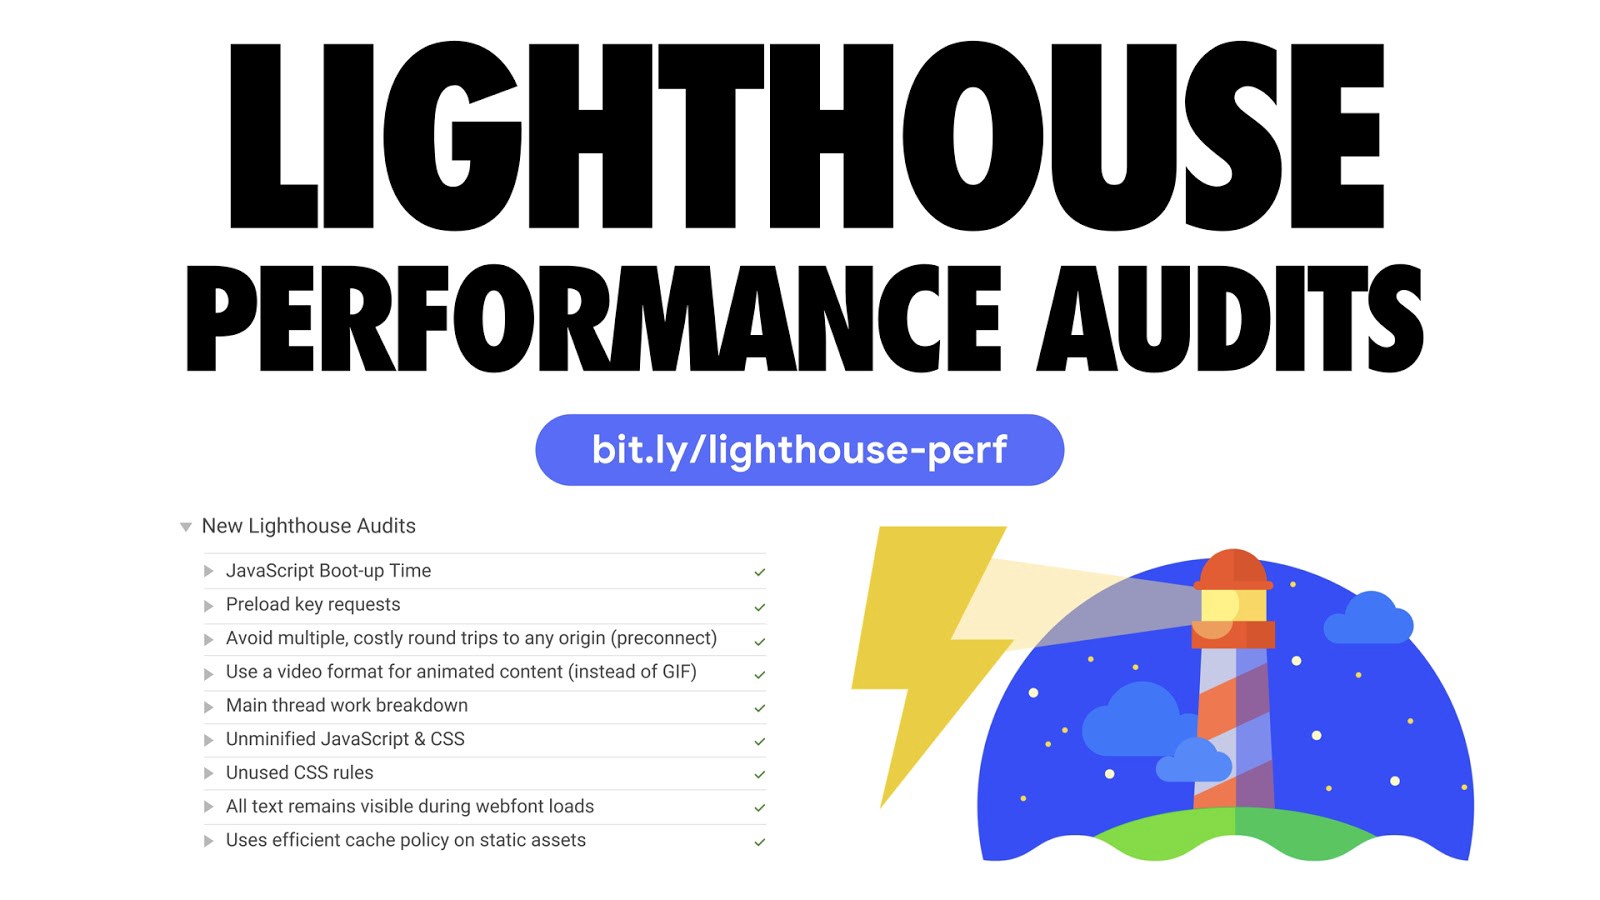 LIGHTHOUSE
PERFORMANCE AUDITS
bit.ly/lighthouse-perf
New Lighthouse Audits
JavaScript Boot-up Time
Preload key requests
Avoid multiple, costly round trips to any origin (preconnect)
Use a video format for animated content (instead of GIF)
Main thread work breakdown
Unminified JavaScript & CSS
Unused CSS rules
All text remains visible during webfont loads
Uses efficient cache policy on static assets